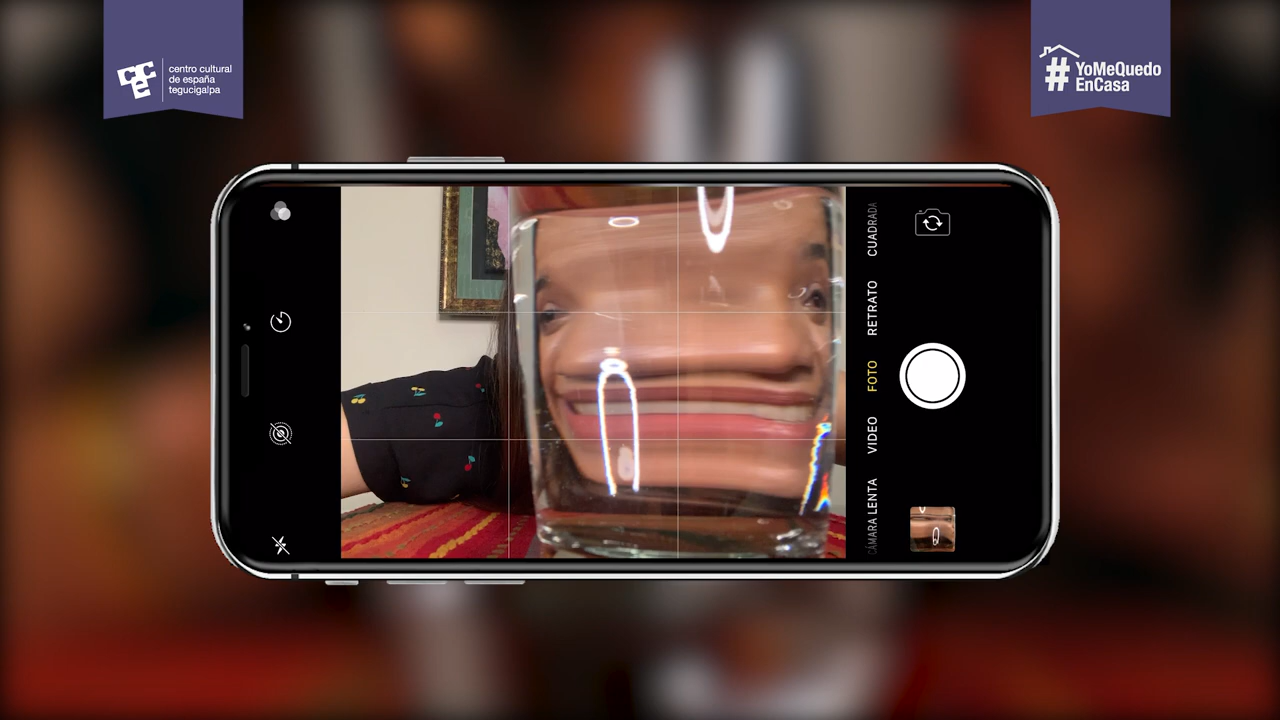 centro cultural
de españa
tegucigalpa
#YoMeQuedo
EnCasa
CUADRADA
RETRATO
FOTO
VIDEO
CÁMARA LENTA